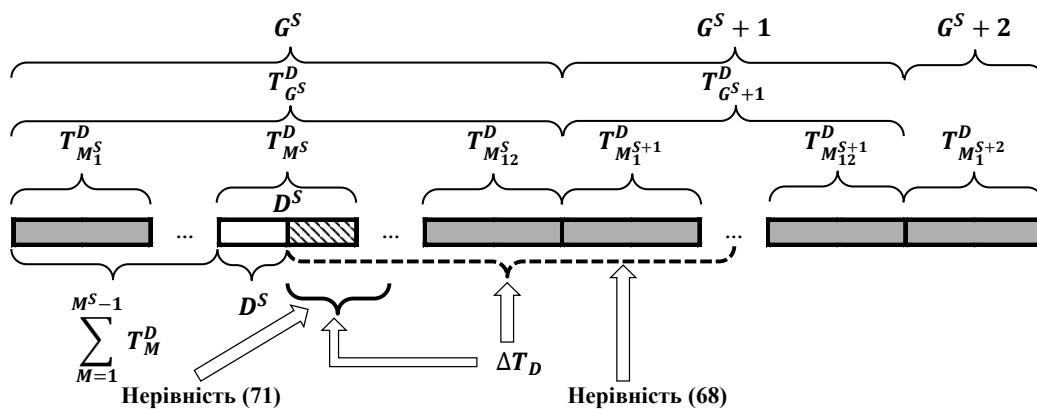 G^S G^S + 1 G^S + 2
T^D_{G^S} T^D_{G^S+1}
T^D_{M_1^S} T^D_{M^S} T^D_{M_{12}^S} T^D_{M_1^{S+1}} T^D_{M_{12}^{S+1}} T^D_{M_1^{S+2}}
D^S
... ... ... ...
\sum_{M=1}^{M^S-1} T^D_M D^S ΔT_D
Нерівність (71) Нерівність (68)